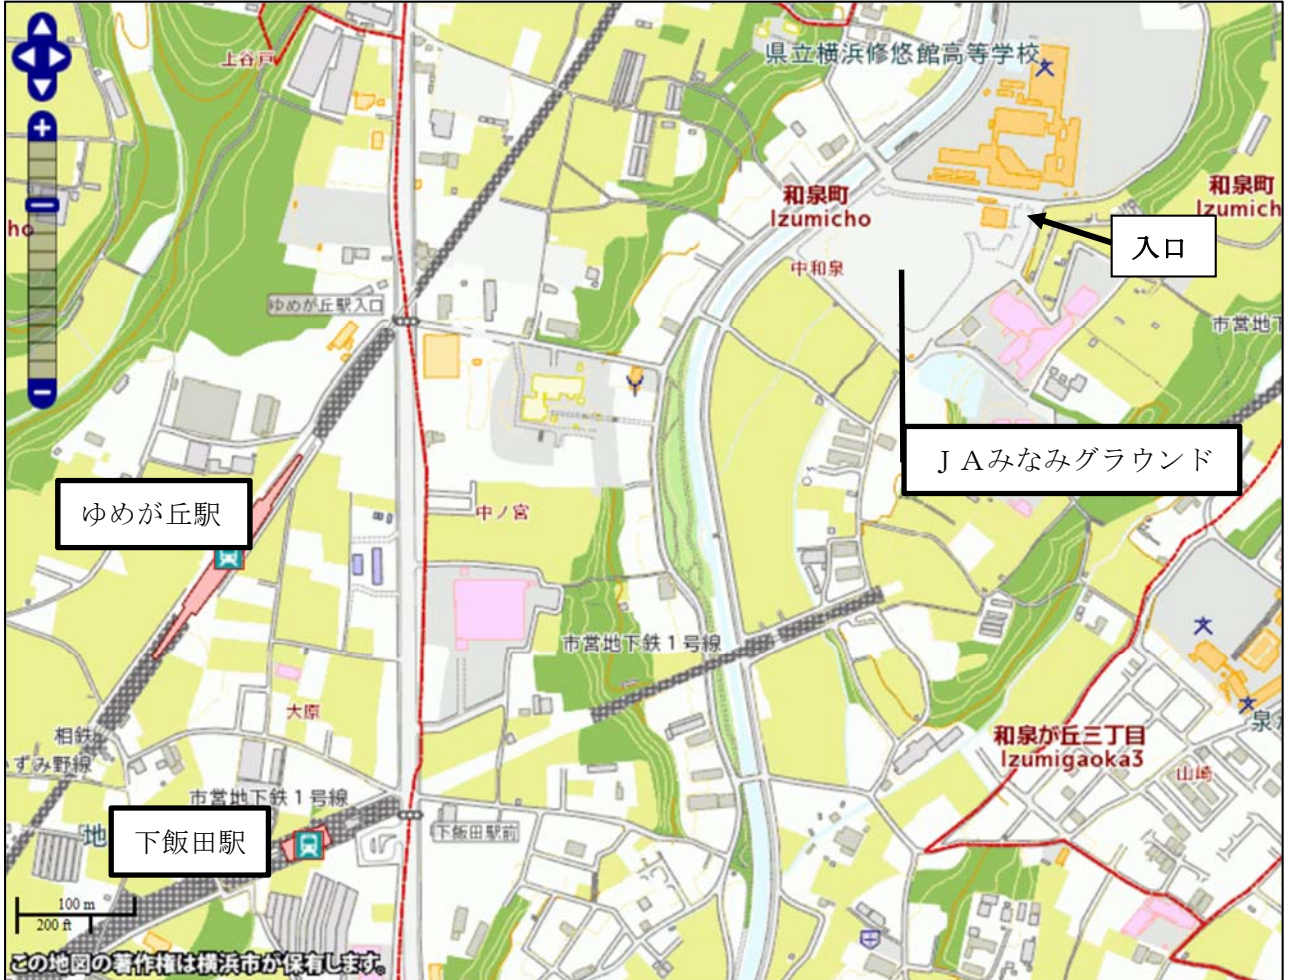 県立横浜修悠館高等学校
上谷戸
和泉町
Izumicho
和泉町
Izumich
ho
入口
中和泉
ゆめが丘駅入口
市営地下
JAみなみグラウンド
ゆめが丘駅
中ノ宮
市営地下鉄1号線
大原
相鉄
いずみ野線
和泉が丘三丁目
Izumigaoka3
山崎
泉が
市営地下鉄1号線
地
下飯田駅
下飯田駅前
100 m
200 ft
この地図の著作権は横浜市が保有します。